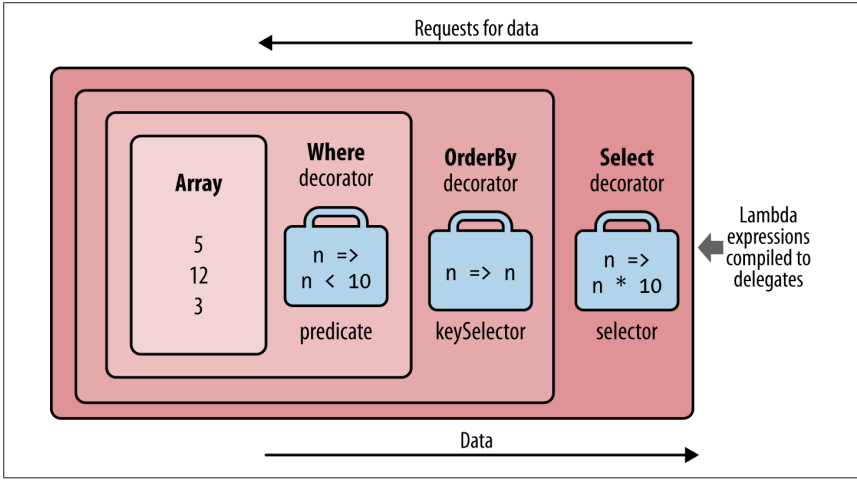 Requests for data
Array
5
12
3
Where
decorator
n =>
n < 10
predicate
OrderBy
decorator
n => n
keySelector
Select
decorator
n =>
n * 10
selector
Lambda
expressions
compiled to
delegates
Data